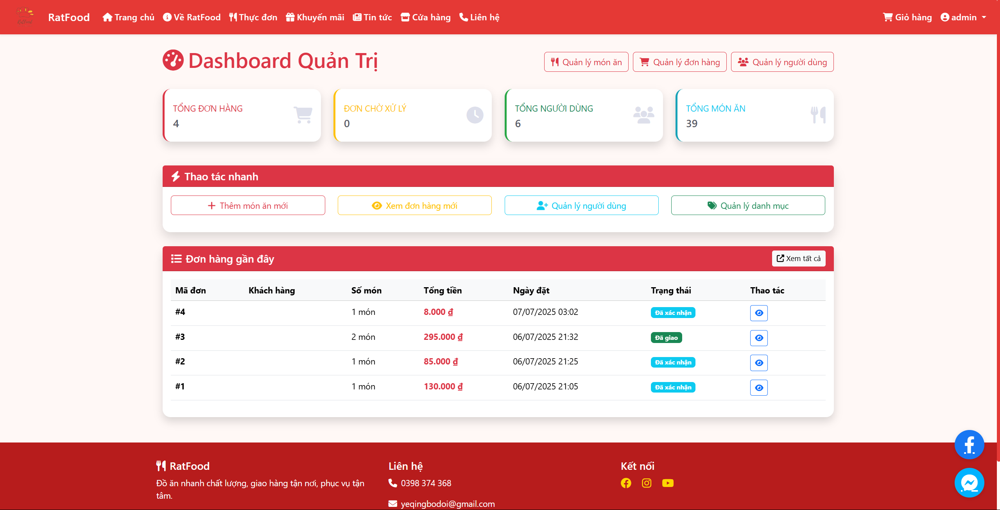 RatFood
RatFood Trang chủ Về RatFood Thực đơn Khuyến mãi Tin tức Cửa hàng Liên hệ Giỏ hàng admin
Dashboard Quản Trị
Quản lý món ăn Quản lý đơn hàng Quản lý người dùng
TỔNG ĐƠN HÀNG
4
ĐƠN CHỜ XỬ LÝ
0
TỔNG NGƯỜI DÙNG
6
TỔNG MÓN ĂN
39
Thao tác nhanh
Thêm món ăn mới Xem đơn hàng mới Quản lý người dùng Quản lý danh mục
Đơn hàng gần đây Xem tất cả
Mã đơn Khách hàng Số món Tổng tiền Ngày đặt Trạng thái Thao tác
#4 1 món 8.000 ₫ 07/07/2025 03:02 Đã xác nhận
#3 2 món 295.000 ₫ 06/07/2025 21:32 Đã giao
#2 1 món 85.000 ₫ 06/07/2025 21:25 Đã xác nhận
#1 1 món 130.000 ₫ 06/07/2025 21:05 Đã xác nhận
RatFood
Đồ ăn nhanh chất lượng, giao hàng tận nơi, phục vụ tận
tâm.
Liên hệ
0398 374 368
yeqingbodoi@gmail.com
Kết nối